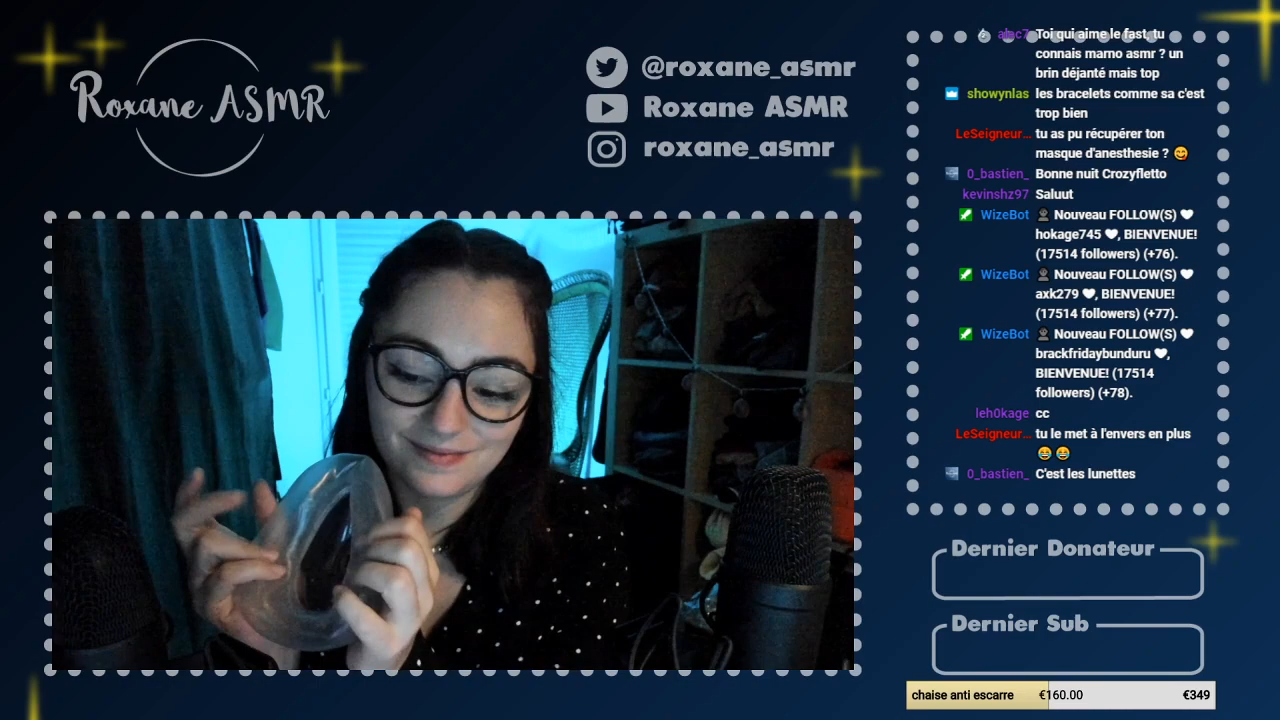 Roxane ASMR
@roxane_asmr
Roxane ASMR
roxane_asmr
alac7 Toi qui aime le fast, tu
connais marno asmr ? un
brin déjanté mais top
showynlas les bracelets comme sa c'est
trop bien
LeSeigneur... tu as pu récupérer ton
masque d'anesthesie ? 😋
0_bastien_ Bonne nuit Crozyfletto
kevinshz97 Saluut
WizeBot Nouveau FOLLOW(S) ❤
hokage745 ❤, BIENVENUE!
(17514 followers) (+76).
WizeBot Nouveau FOLLOW(S) ❤
axk279 ❤, BIENVENUE!
(17514 followers) (+77).
WizeBot Nouveau FOLLOW(S) ❤
brackfridaybunduru ❤,
BIENVENUE! (17514
followers) (+78).
leh0kage cc
LeSeigneur... tu le met à l'envers en plus
😂 😂
0_bastien_ C'est les lunettes
Dernier Donateur
Dernier Sub
chaise anti escarre €160.00 €349